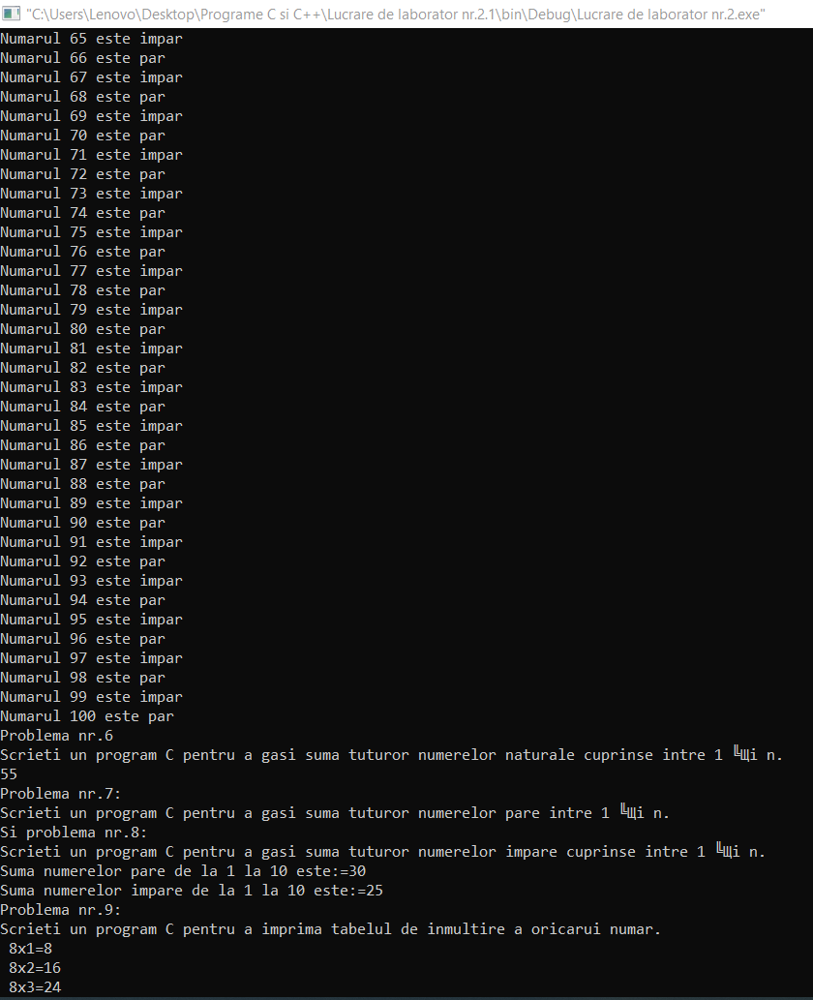 "C:\Users\Lenovo\Desktop\Programe C si C++\Lucrare de laborator nr.2.1\bin\Debug\Lucrare de laborator nr.2.exe"
Numarul 65 este impar
Numarul 66 este par
Numarul 67 este impar
Numarul 68 este par
Numarul 69 este impar
Numarul 70 este par
Numarul 71 este impar
Numarul 72 este par
Numarul 73 este impar
Numarul 74 este par
Numarul 75 este impar
Numarul 76 este par
Numarul 77 este impar
Numarul 78 este par
Numarul 79 este impar
Numarul 80 este par
Numarul 81 este impar
Numarul 82 este par
Numarul 83 este impar
Numarul 84 este par
Numarul 85 este impar
Numarul 86 este par
Numarul 87 este impar
Numarul 88 este par
Numarul 89 este impar
Numarul 90 este par
Numarul 91 este impar
Numarul 92 este par
Numarul 93 este impar
Numarul 94 este par
Numarul 95 este impar
Numarul 96 este par
Numarul 97 este impar
Numarul 98 este par
Numarul 99 este impar
Numarul 100 este par
Problema nr.6
Scrieti un program C pentru a gasi suma tuturor numerelor naturale cuprinse intre 1 ╚Щi n.
55
Problema nr.7:
Scrieti un program C pentru a gasi suma tuturor numerelor pare intre 1 ╚Щi n.
Si problema nr.8:
Scrieti un program C pentru a gasi suma tuturor numerelor impare cuprinse intre 1 ╚Щi n.
Suma numerelor pare de la 1 la 10 este:=30
Suma numerelor impare de la 1 la 10 este:=25
Problema nr.9:
Scrieti un program C pentru a imprima tabelul de inmultire a oricarui numar.
8x1=8
8x2=16
8x3=24